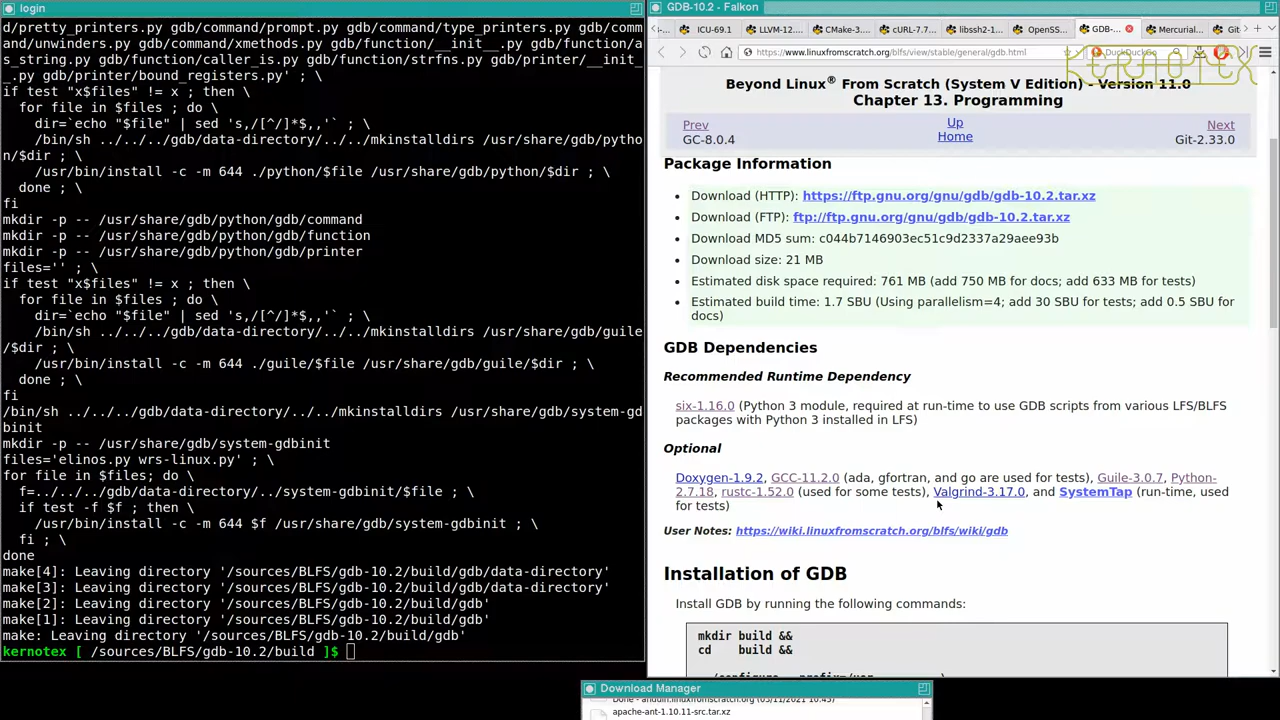 login
d/pretty_printers.py gdb/command/prompt.py gdb/command/type_printers.py gdb/comm
and/unwinders.py gdb/command/xmethods.py gdb/function/__init__.py gdb/function/a
s_string.py gdb/function/caller_is.py gdb/function/strfns.py gdb/printer/__init_
_.py gdb/printer/bound_registers.py' ; \
if test "x$files" != x ; then \
for file in $files ; do \
dir=`echo "$file" | sed 's,/[^/]*$,,'` ; \
/bin/sh ../../../gdb/data-directory/../../mkinstalldirs /usr/share/gdb/pytho
n/$dir ; \
/usr/bin/install -c -m 644 ./python/$file /usr/share/gdb/python/$dir ; \
done ; \
fi
mkdir -p -- /usr/share/gdb/python/gdb/command
mkdir -p -- /usr/share/gdb/python/gdb/function
mkdir -p -- /usr/share/gdb/python/gdb/printer
files='' ; \
if test "x$files" != x ; then \
for file in $files ; do \
dir=`echo "$file" | sed 's,/[^/]*$,,'` ; \
/bin/sh ../../../gdb/data-directory/../../mkinstalldirs /usr/share/gdb/guile
/$dir ; \
/usr/bin/install -c -m 644 ./guile/$file /usr/share/gdb/guile/$dir ; \
done ; \
fi
/bin/sh ../../../gdb/data-directory/../../mkinstalldirs /usr/share/gdb/system-gd
binit
mkdir -p -- /usr/share/gdb/system-gdbinit
files='elinos.py wrs-linux.py' ; \
for file in $files; do \
f=../../../gdb/data-directory/../system-gdbinit/$file ; \
if test -f $f ; then \
/usr/bin/install -c -m 644 $f /usr/share/gdb/system-gdbinit ; \
fi ; \
done
make[4]: Leaving directory '/sources/BLFS/gdb-10.2/build/gdb/data-directory'
make[3]: Leaving directory '/sources/BLFS/gdb-10.2/build/gdb/data-directory'
make[2]: Leaving directory '/sources/BLFS/gdb-10.2/build/gdb'
make[1]: Leaving directory '/sources/BLFS/gdb-10.2/build/gdb'
make: Leaving directory '/sources/BLFS/gdb-10.2/build/gdb'
kernotex [ /sources/BLFS/gdb-10.2/build ]$
GDB-10.2 - Falkon
ICU-69.1 LLVM-12... CMake-3... cURL-7.7... libssh2-1... OpenSS... GDB-... Mercurial... Git
https://www.linuxfromscratch.org/blfs/view/stable/general/gdb.html DuckDuckGo
KERNOTEX
Beyond Linux® From Scratch (System V Edition) - Version 11.0
Chapter 13. Programming
Prev Up Next
GC-8.0.4 Home Git-2.33.0
Package Information
• Download (HTTP): https://ftp.gnu.org/gnu/gdb/gdb-10.2.tar.xz
• Download (FTP): ftp://ftp.gnu.org/gnu/gdb/gdb-10.2.tar.xz
• Download MD5 sum: c044b7146903ec51c9d2337a29aee93b
• Download size: 21 MB
• Estimated disk space required: 761 MB (add 750 MB for docs; add 633 MB for tests)
• Estimated build time: 1.7 SBU (Using parallelism=4; add 30 SBU for tests; add 0.5 SBU for
docs)
GDB Dependencies
Recommended Runtime Dependency
six-1.16.0 (Python 3 module, required at run-time to use GDB scripts from various LFS/BLFS
packages with Python 3 installed in LFS)
Optional
Doxygen-1.9.2, GCC-11.2.0 (ada, gfortran, and go are used for tests), Guile-3.0.7, Python-
2.7.18, rustc-1.52.0 (used for some tests), Valgrind-3.17.0, and SystemTap (run-time, used
for tests)
User Notes: https://wiki.linuxfromscratch.org/blfs/wiki/gdb
Installation of GDB
Install GDB by running the following commands:
mkdir build &&
cd build &&
Download Manager
apache-ant-1.10.11-src.tar.xz